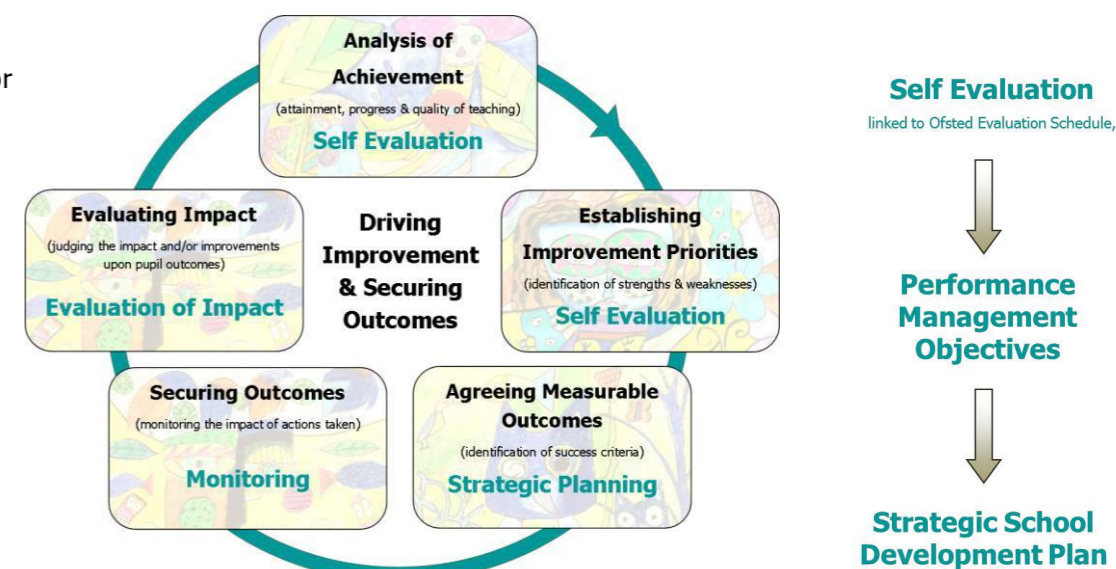 or
Analysis of
Achievement
(attainment, progress & quality of teaching)
Self Evaluation
Establishing
Improvement Priorities
(identification of strengths & weaknesses)
Self Evaluation
Agreeing Measurable
Outcomes
(identification of success criteria)
Strategic Planning
Securing Outcomes
(monitoring the impact of actions taken)
Monitoring
Evaluating Impact
(judging the impact and/or improvements
upon pupil outcomes)
Evaluation of Impact
Driving
Improvement
& Securing
Outcomes
Self Evaluation
linked to Ofsted Evaluation Schedule,
Performance
Management
Objectives
Strategic School
Development Plan